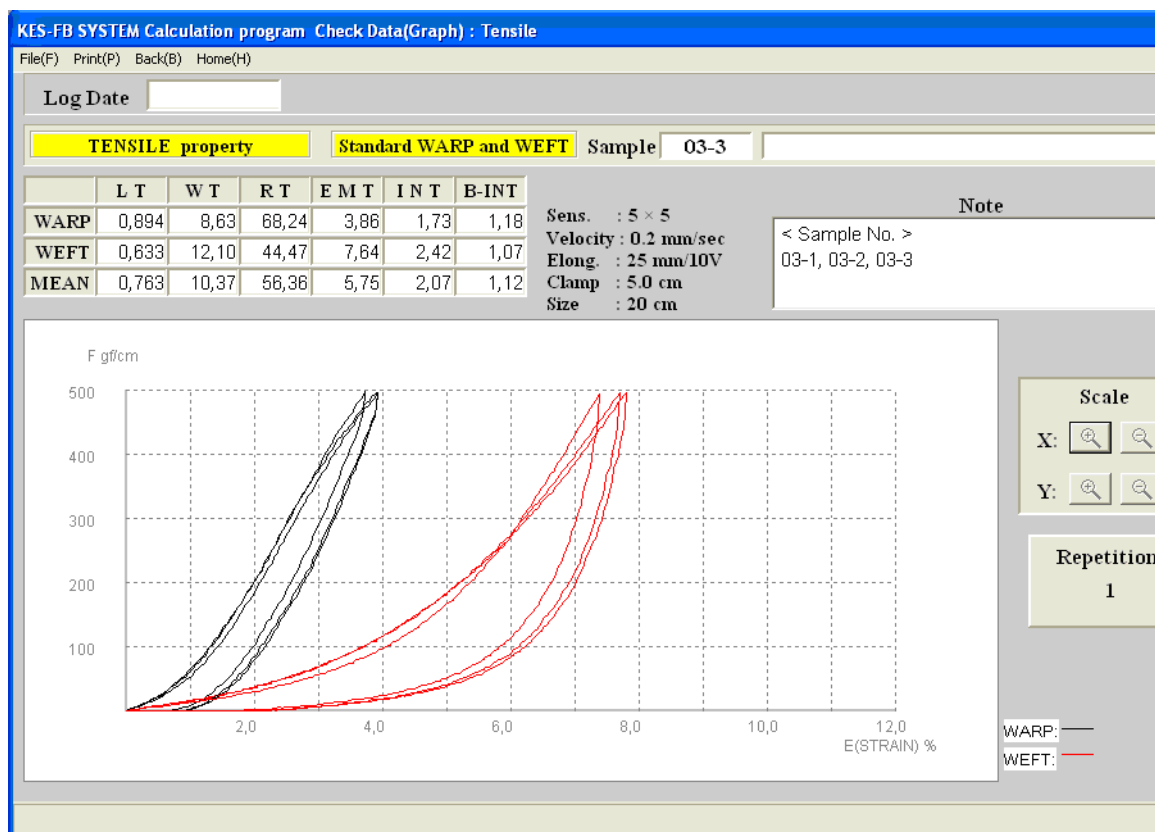 KES-FB SYSTEM Calculation program Check Data(Graph) : Tensile
File(F) Print(P) Back(B) Home(H)
Log Date
TENSILE property Standard WARP and WEFT Sample 03-3
L T W T R T E M T I N T B-INT
WARP 0,894 8,63 68,24 3,86 1,73 1,18
WEFT 0,633 12,10 44,47 7,64 2,42 1,07
MEAN 0,763 10,37 56,36 5,75 2,07 1,12
Sens. : 5 × 5
Velocity : 0.2 mm/sec
Elong. : 25 mm/10V
Clamp : 5.0 cm
Size : 20 cm
Note
< Sample No. >
03-1, 03-2, 03-3
F gf/cm
500
400
300
200
100
2,0 4,0 6,0 8,0 10,0 12,0
E(STRAIN) %
Scale
X:
Y:
Repetition
1
WARP:
WEFT: